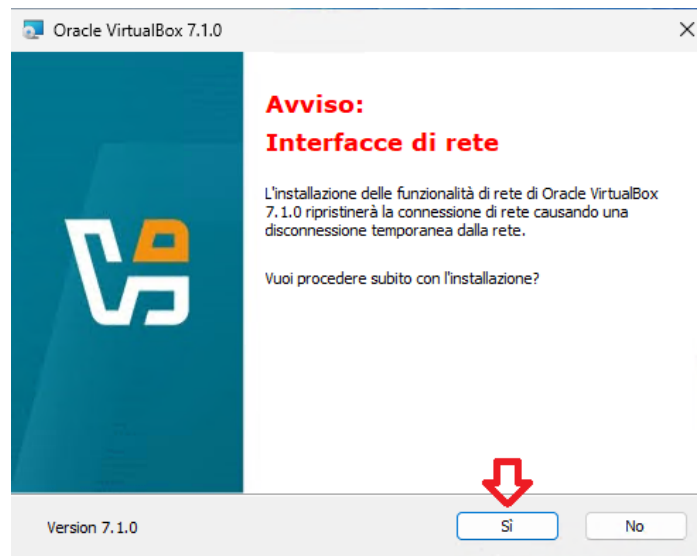 Oracle VirtualBox 7.1.0
Avviso:
Interfacce di rete
L'installazione delle funzionalità di rete di Oracle VirtualBox
7.1.0 ripristinerà la connessione di rete causando una
disconnessione temporanea dalla rete.
Vuoi procedere subito con l'installazione?
Version 7.1.0
Sì
No